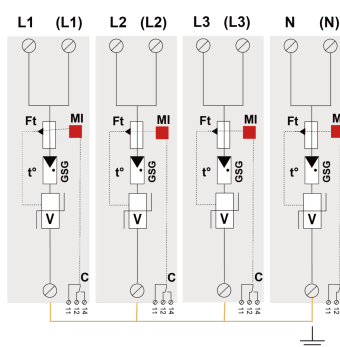 L1 (L1) L2 (L2) L3 (L3) N (N)
Ft MI Ft MI Ft MI Ft M
t° GSG t° GSG t° GSG t° GSG
V V V V
C C C
11 12 14 11 12 14 11 12 14 11 12 14